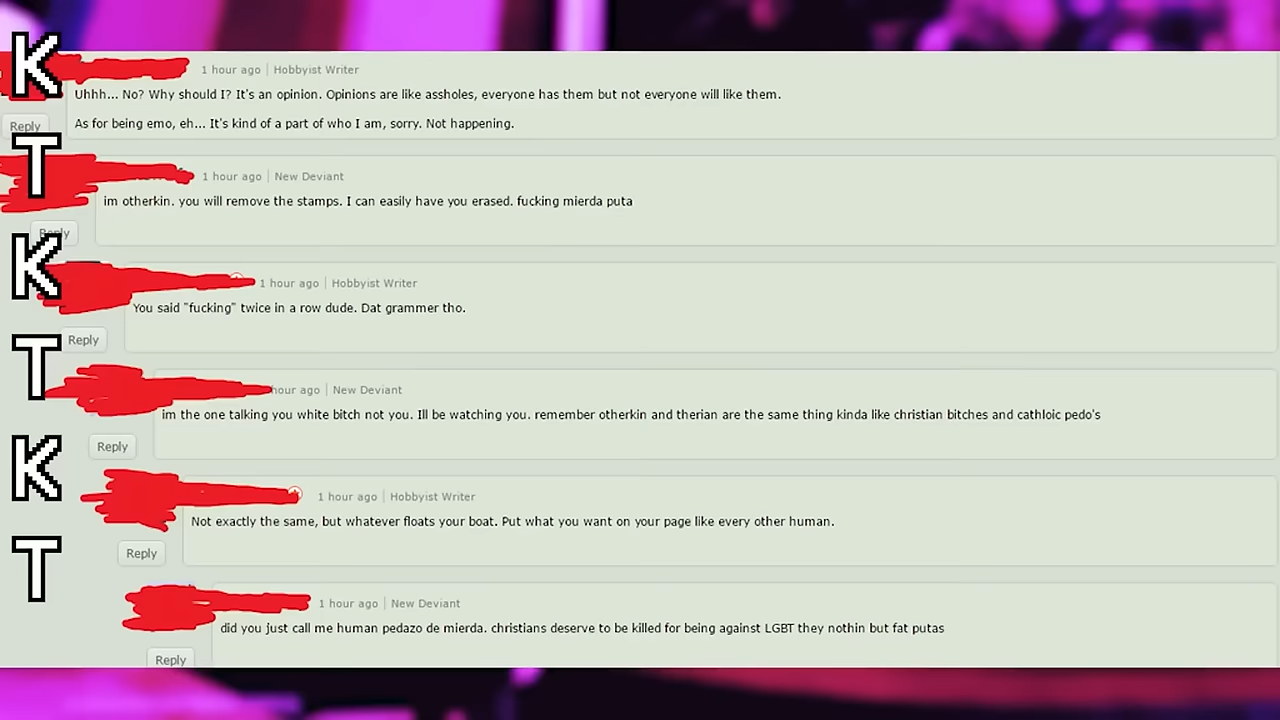 K
1 hour ago | Hobbyist Writer
Uhhh... No? Why should I? It's an opinion. Opinions are like assholes, everyone has them but not everyone will like them.
As for being emo, eh... It's kind of a part of who I am, sorry. Not happening.
Reply
T
1 hour ago | New Deviant
im otherkin. you will remove the stamps. I can easily have you erased. fucking mierda puta
Reply
K
1 hour ago | Hobbyist Writer
You said "fucking" twice in a row dude. Dat grammer tho.
Reply
T
hour ago | New Deviant
im the one talking you white bitch not you. Ill be watching you. remember otherkin and therian are the same thing kinda like christian bitches and cathloic pedo's
Reply
K
1 hour ago | Hobbyist Writer
Not exactly the same, but whatever floats your boat. Put what you want on your page like every other human.
Reply
T
1 hour ago | New Deviant
did you just call me human pedazo de mierda. christians deserve to be killed for being against LGBT they nothin but fat putas
Reply